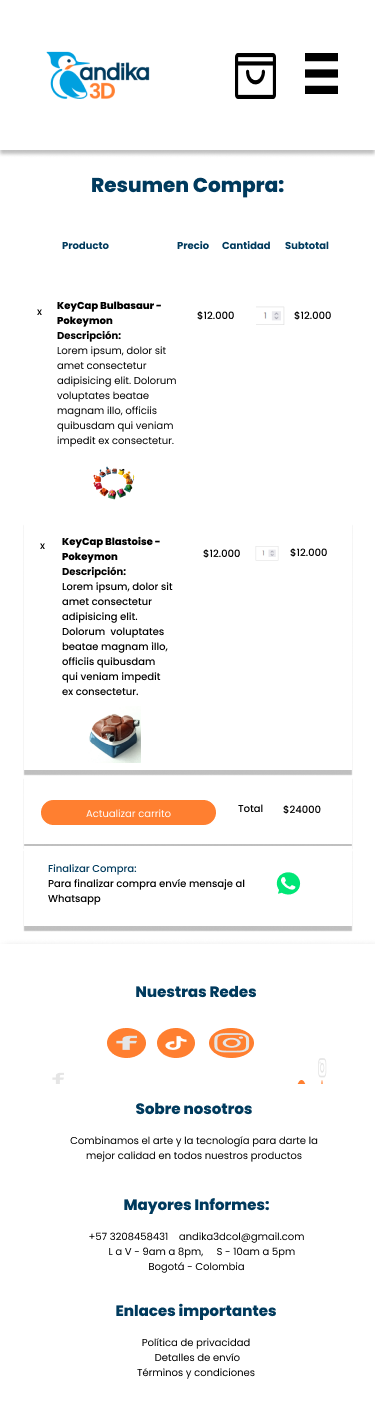 andika
3D
Resumen Compra:
Producto Precio Cantidad Subtotal
x KeyCap Bulbasaur - Pokeymon $12.000 1 $12.000
Descripción:
Lorem ipsum, dolor sit
amet consectetur
adipisicing elit. Dolorum
voluptates beatae
magnam illo, officiis
quibusdam qui veniam
impedit ex consectetur.
x KeyCap Blastoise - Pokeymon $12.000 1 $12.000
Descripción:
Lorem ipsum, dolor sit
amet consectetur
adipisicing elit.
Dolorum voluptates
beatae magnam illo,
officiis quibusdam
qui veniam impedit
ex consectetur.
Actualizar carrito Total $24000
Finalizar Compra:
Para finalizar compra envíe mensaje al
Whatsapp
Nuestras Redes
Sobre nosotros
Combinamos el arte y la tecnología para darte la
mejor calidad en todos nuestros productos
Mayores Informes:
+57 3208458431 andika3dcol@gmail.com
L a V - 9am a 8pm, S - 10am a 5pm
Bogotá - Colombia
Enlaces importantes
Política de privacidad
Detalles de envío
Términos y condiciones